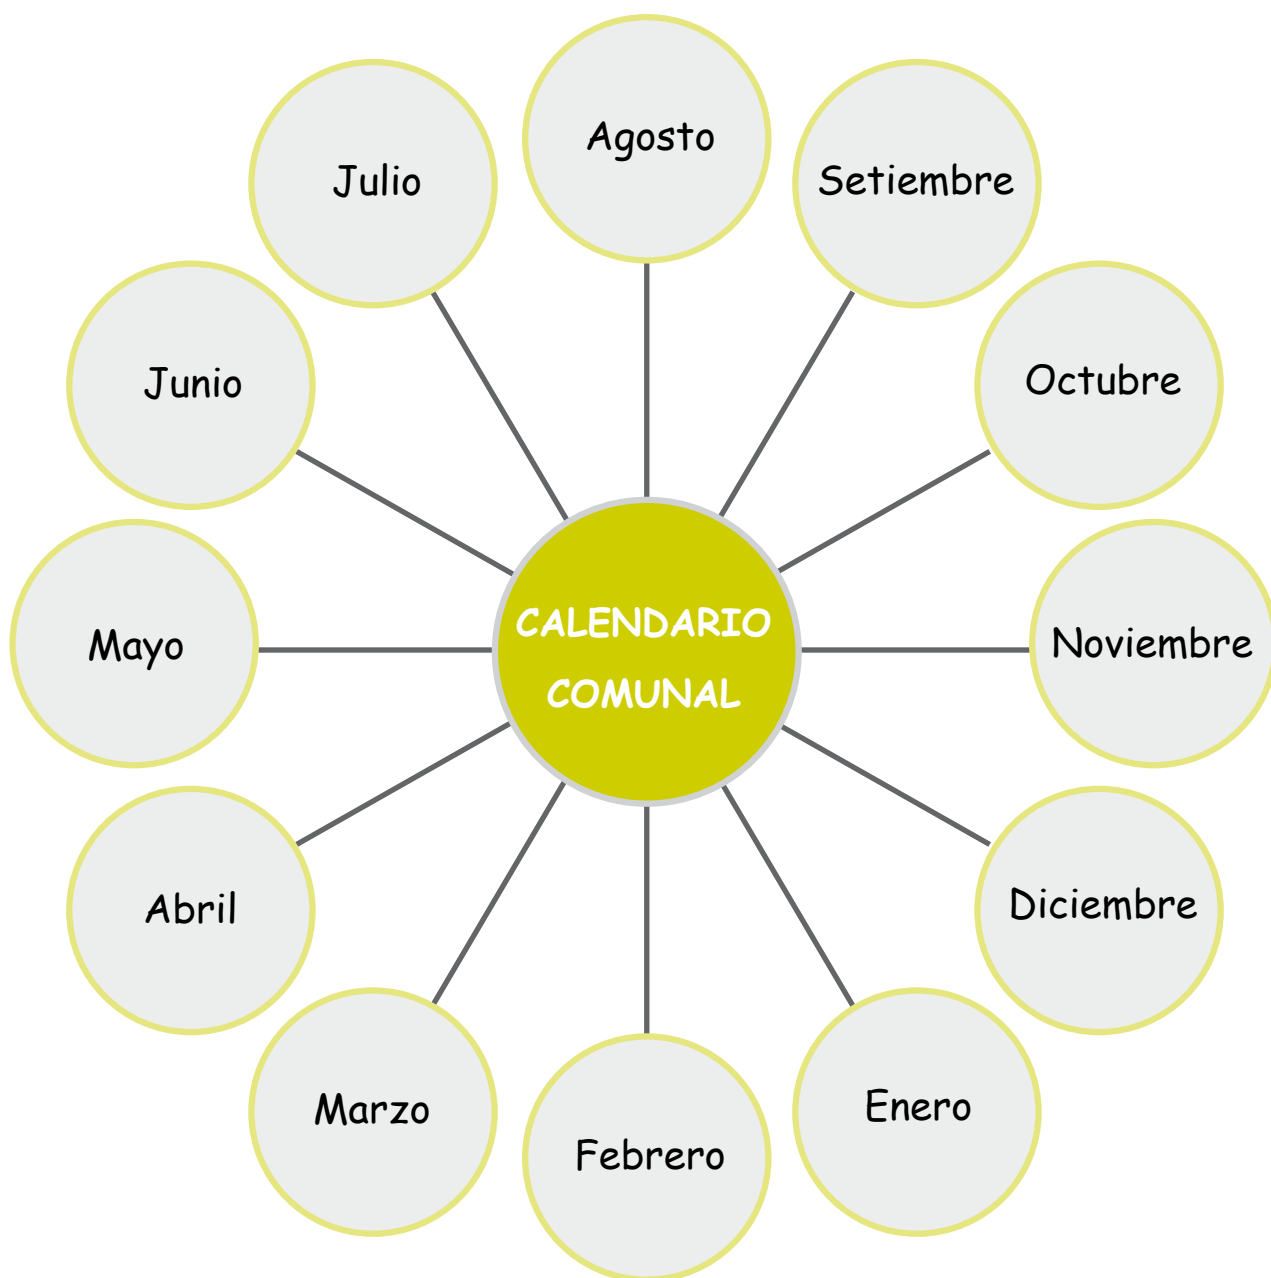 Agosto
Setiembre
Octubre
Noviembre
Diciembre
Enero
Febrero
Marzo
Abril
Mayo
Junio
Julio
CALENDARIO
COMUNAL